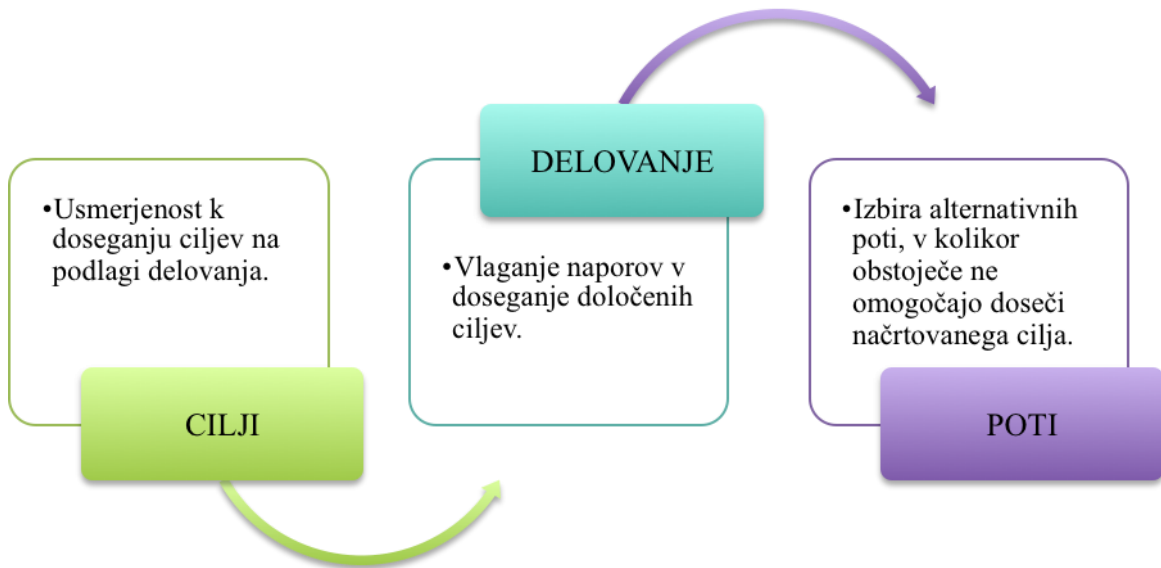 •Usmerjenost k
doseganju ciljev na
podlagi delovanja.
CILJI
DELOVANJE
•Vlaganje naporov v
doseganje določenih
ciljev.
•Izbira alternativnih
poti, v kolikor
obstoječe ne
omogočajo doseči
načrtovanega cilja.
POTI